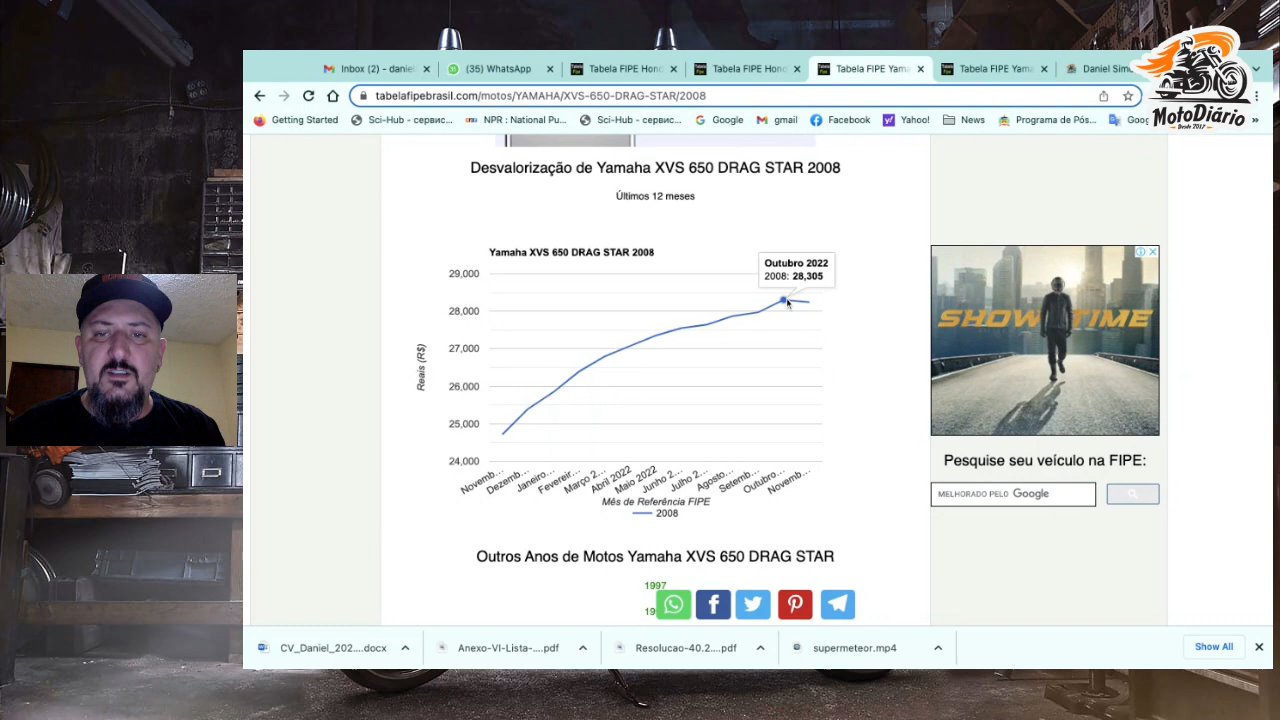 Inbox (2) - daniel
(35) WhatsApp
Tabela FIPE Hond
Tabela FIPE Hond
Tabela FIPE Yama
Tabela FIPE Yama
Daniel Sim
MotoDiário
Desde 2017
tabelafipebrasil.com/motos/YAMAHA/XVS-650-DRAG-STAR/2008
Getting Started
Sci-Hub - сервис...
NPR : National Pu...
Sci-Hub - сервис...
Google
gmail
Facebook
Yahoo!
News
Programa de Pós...
Goog
Desvalorização de Yamaha XVS 650 DRAG STAR 2008
Últimos 12 meses
Yamaha XVS 650 DRAG STAR 2008
Outubro 2022
2008: 28,305
29,000
28,000
27,000
26,000
25,000
24,000
Reais (R$)
Novemb...
Dezemb...
Janeiro...
Feverei...
Março 2...
Abril 2022
Maio 2022
Junho 2...
Julho 2...
Agosto...
Setemb...
Outubro...
Novemb...
Mês de Referência FIPE
2008
SHOWTIME
Pesquise seu veículo na FIPE:
MELHORADO PELO Google
Outros Anos de Motos Yamaha XVS 650 DRAG STAR
1997
19
CV_Daniel_202....docx
Anexo-VI-Lista-....pdf
Resolucao-40.2....pdf
supermeteor.mp4
Show All